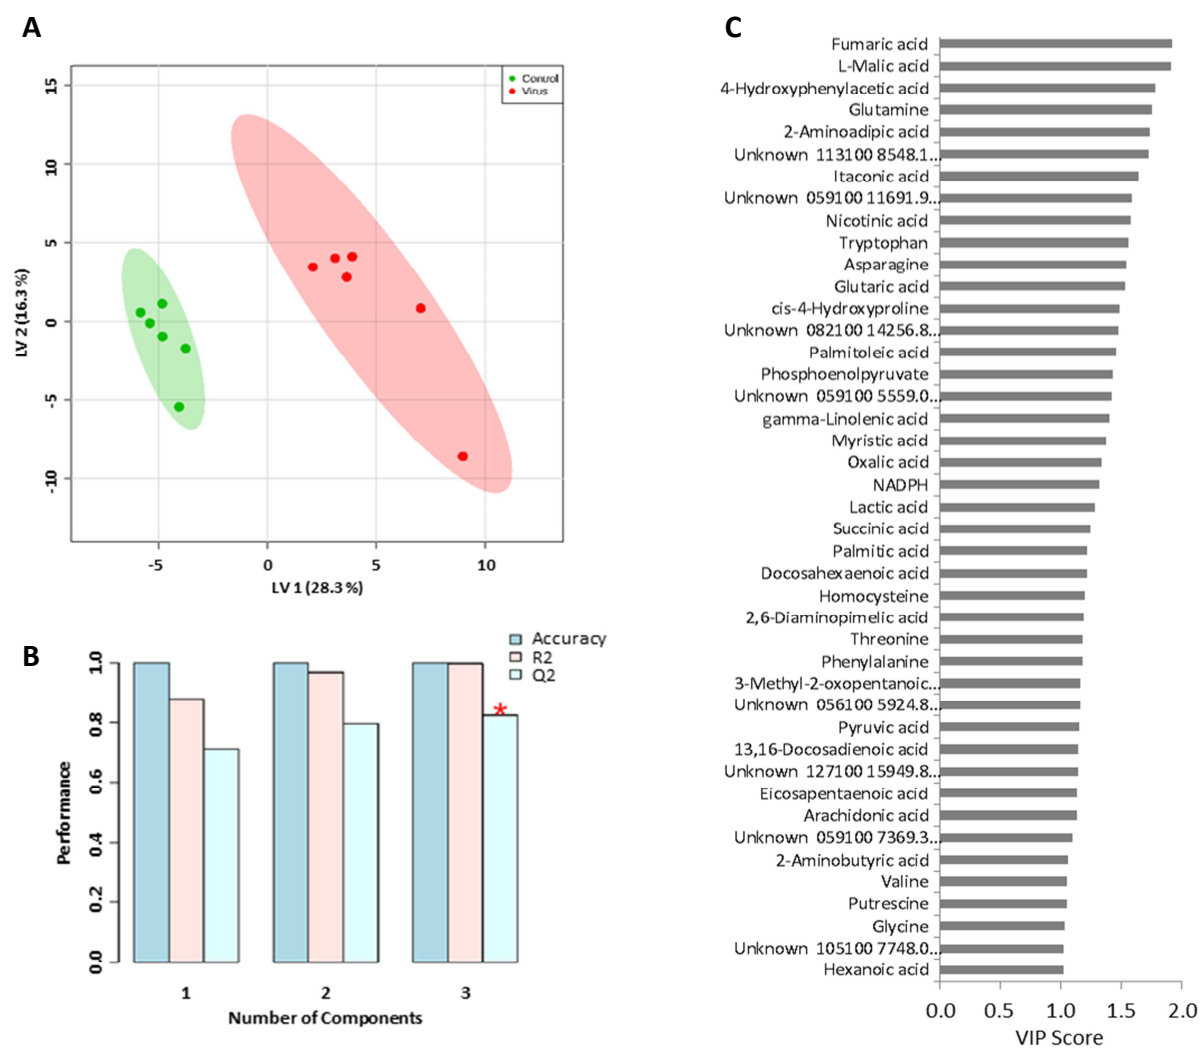 A
Control
Virus
15
10
5
0
-5
-10
LV 2 (16.3 %)
-5
0
5
10
LV 1 (28.3 %)
B
Accuracy
R2
Q2
1.0
0.8
0.6
0.4
0.2
0.0
Performance
*
1
2
3
Number of Components
C
Fumaric acid
L-Malic acid
4-Hydroxyphenylacetic acid
Glutamine
2-Aminoadipic acid
Unknown 113100 8548.1...
Itaconic acid
Unknown 059100 11691.9...
Nicotinic acid
Tryptophan
Asparagine
Glutaric acid
cis-4-Hydroxyproline
Unknown 082100 14256.8...
Palmitoleic acid
Phosphoenolpyruvate
Unknown 059100 5559.0...
gamma-Linolenic acid
Myristic acid
Oxalic acid
NADPH
Lactic acid
Succinic acid
Palmitic acid
Docosahexaenoic acid
Homocysteine
2,6-Diaminopimelic acid
Threonine
Phenylalanine
3-Methyl-2-oxopentanoic...
Unknown 056100 5924.8...
Pyruvic acid
13,16-Docosadienoic acid
Unknown 127100 15949.8...
Eicosapentaenoic acid
Arachidonic acid
Unknown 059100 7369.3...
2-Aminobutyric acid
Valine
Putrescine
Glycine
Unknown 105100 7748.0...
Hexanoic acid
0.0
0.5
1.0
1.5
2.0
VIP Score